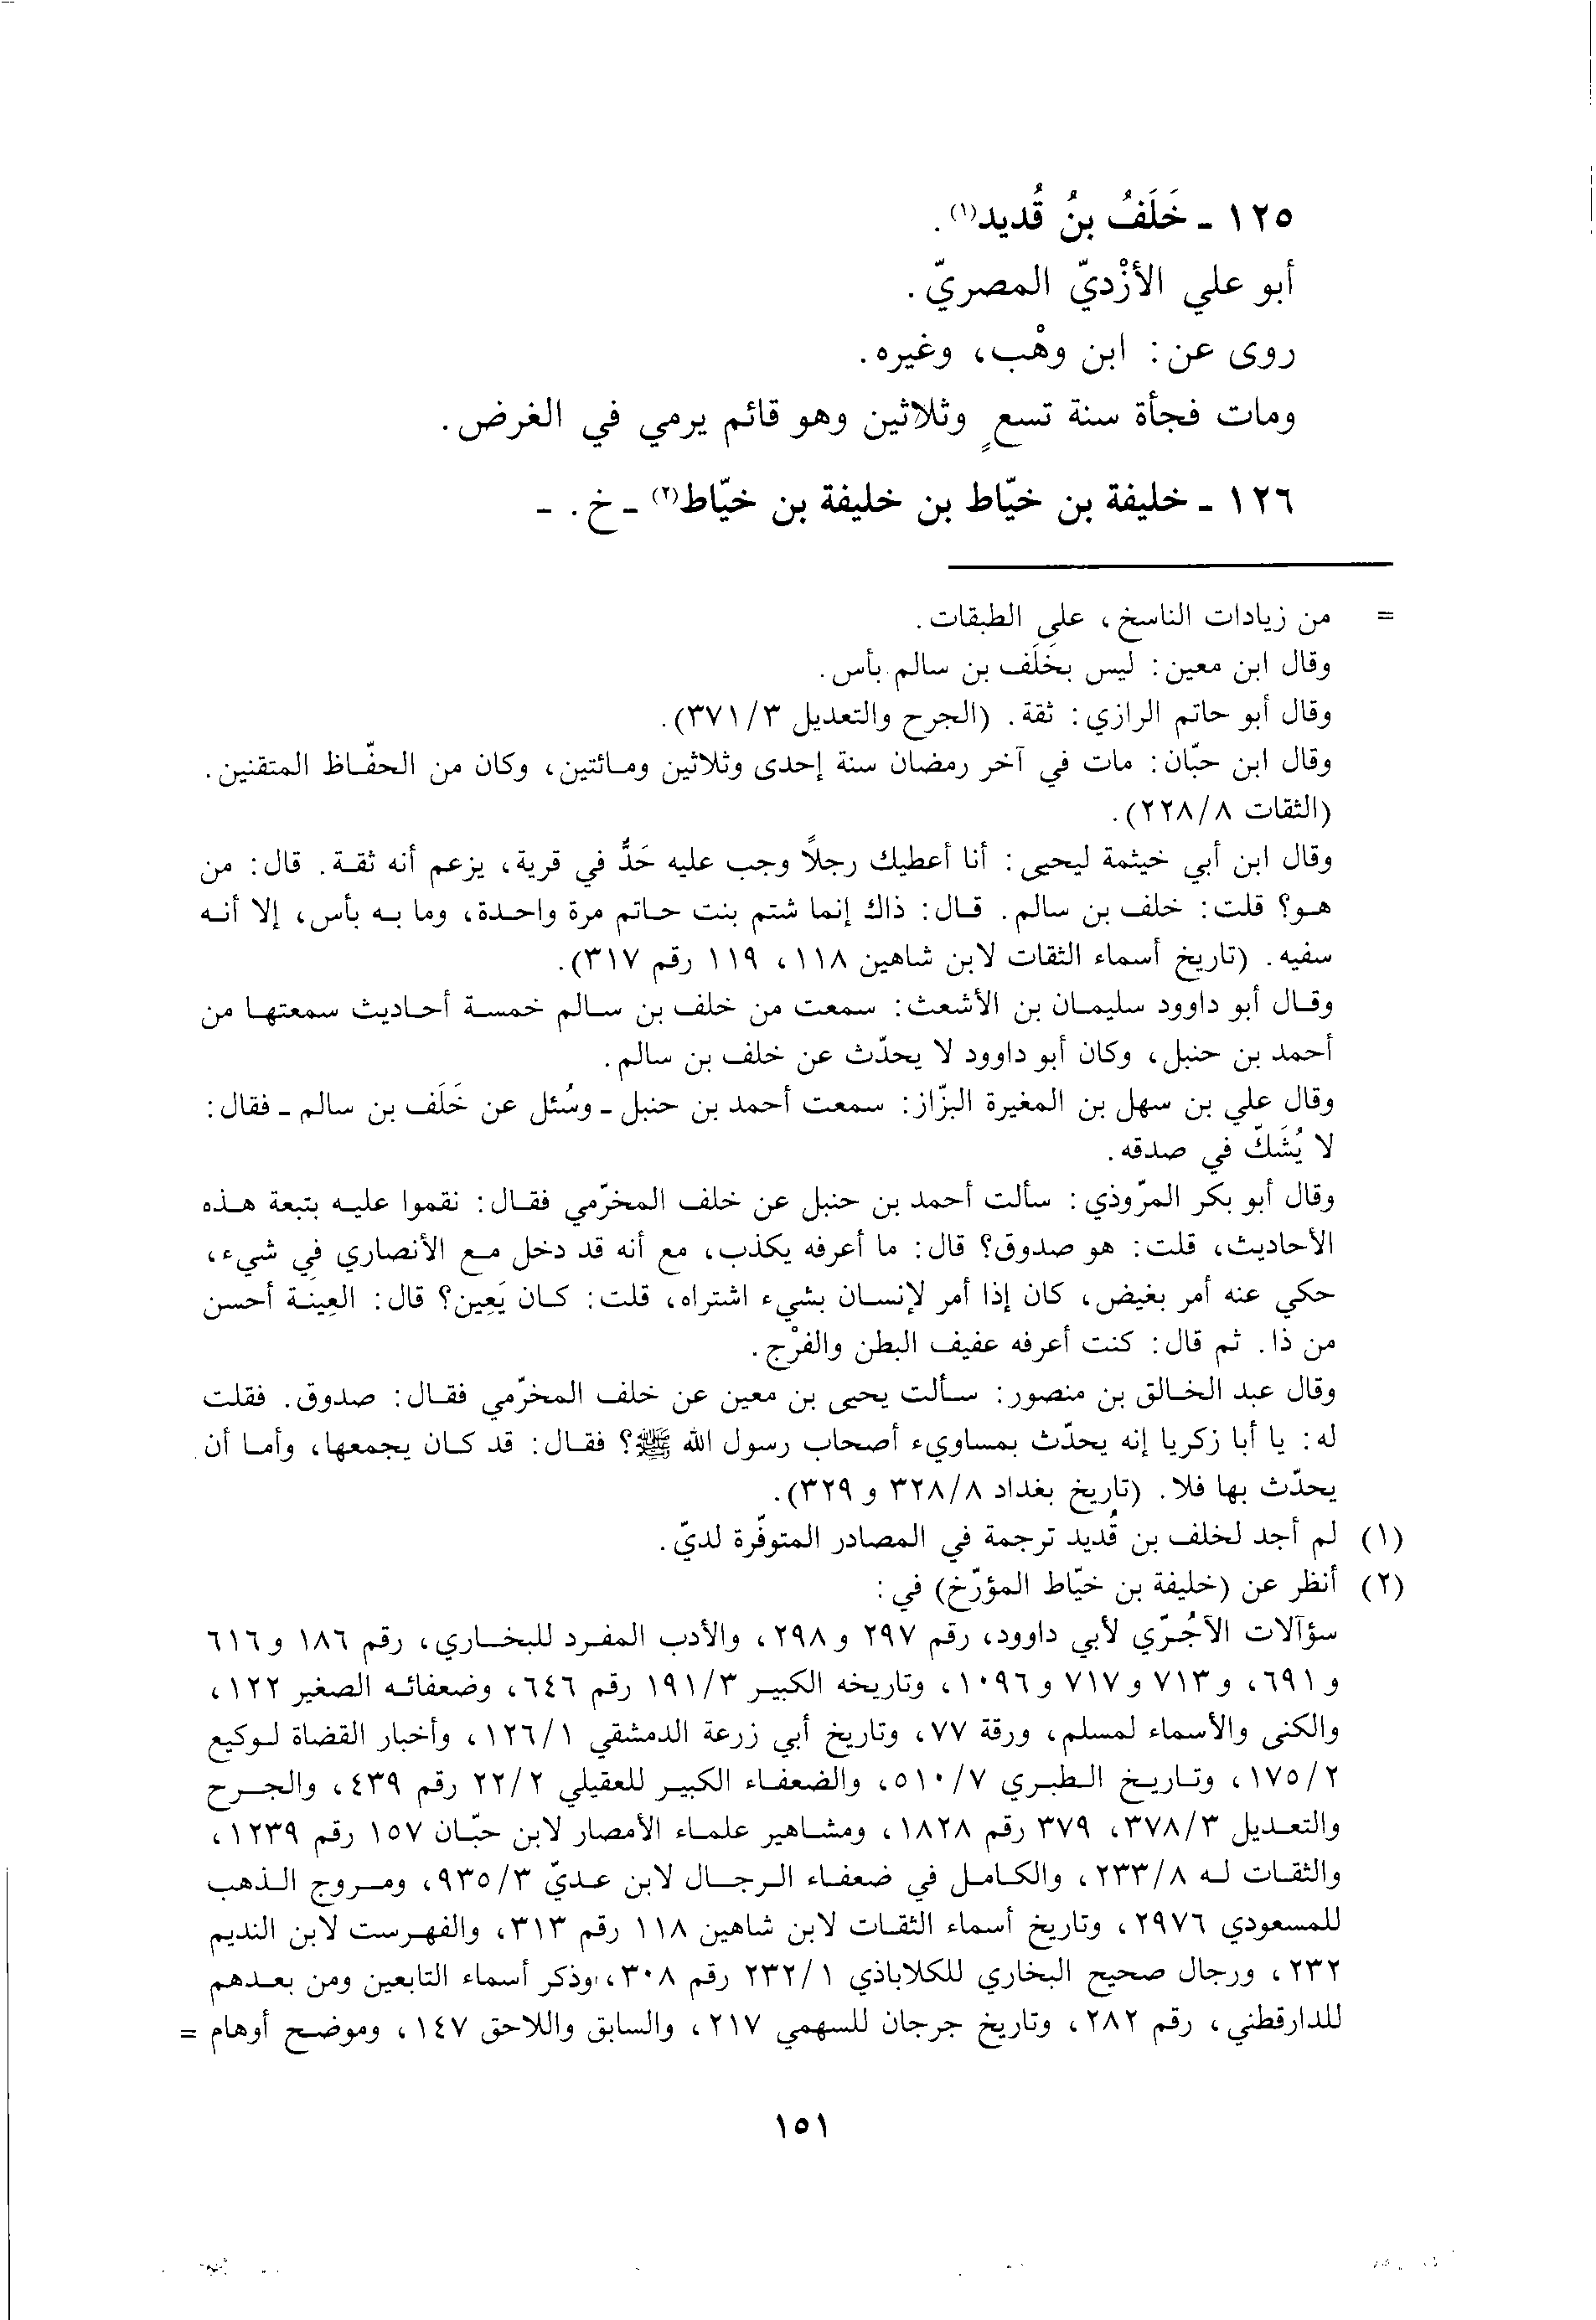 ١٢٥ - خَلَفُ بنُ قُديد(١).
أبو علي الأزْديّ المصريّ.
روى عن: ابن وهْب، وغيره.
ومات فجأة سنة تسعٍ وثلاثين وهو قائم يرمي في الغرض.
١٢٦ - خليفة بن خيّاط بن خليفة بن خيّاط(٢) - خ. -
= من زيادات الناسخ، على الطبقات.
وقال ابن معين: ليس بخَلَف بن سالم بأس.
وقال أبو حاتم الرازي: ثقة. (الجرح والتعديل ٣/ ٣٧١).
وقال ابن حبّان: مات في آخر رمضان سنة إحدى وثلاثين ومائتين، وكان من الحفّاظ المتقنين.
(الثقات ٨/ ٢٢٨).
وقال ابن أبي خيثمة ليحيى: أنا أعطيك رجلاً وجب عليه حَدٌّ في قرية، يزعم أنه ثقة. قال: من
هو؟ قلت: خلف بن سالم. قال: ذاك إنما شتم بنت حاتم مرة واحدة، وما به بأس، إلا أنه
سفيه. (تاريخ أسماء الثقات لابن شاهين ١١٨، ١١٩ رقم ٣١٧).
وقال أبو داوود سليمان بن الأشعث: سمعت من خلف بن سالم خمسة أحاديث سمعتها من
أحمد بن حنبل، وكان أبو داوود لا يحدّث عن خلف بن سالم.
وقال علي بن سهل بن المغيرة البزّاز: سمعت أحمد بن حنبل - وسُئل عن خَلَف بن سالم - فقال:
لا يُشَكّ في صدقه.
وقال أبو بكر المرّوذي: سألت أحمد بن حنبل عن خلف المخرّمي فقال: نقموا عليه بتبعة هذه
الأحاديث، قلت: هو صدوق؟ قال: ما أعرفه يكذب، مع أنه قد دخل مع الأنصاري في شيء،
حكي عنه أمر بغيض، كان إذا أمر لإنسان بشيء اشتراه، قلت: كان يَعِين؟ قال: العِينة أحسن
من ذا. ثم قال: كنت أعرفه عفيف البطن والفرْج.
وقال عبد الخالق بن منصور: سألت يحيى بن معين عن خلف المخرّمي فقال: صدوق. فقلت
له: يا أبا زكريا إنه يحدّث بمساويء أصحاب رسول الله ﷺ؟ فقال: قد كان يجمعها، وأما أن
يحدّث بها فلا. (تاريخ بغداد ٨/ ٣٢٨ و ٣٢٩).
(١) لم أجد لخلف بن قُديد ترجمة في المصادر المتوفّرة لديّ.
(٢) أنظر عن (خليفة بن خيّاط المؤرّخ) في:
سؤآلات الآجُرّي لأبي داوود، رقم ٢٩٧ و ٢٩٨، والأدب المفرد للبخاري، رقم ١٨٦ و ٦١٦
و ٦٩١، و ٧١٣ و ٧١٧ و ١٠٩٦، وتاريخه الكبير ٣/ ١٩١ رقم ٦٤٦، وضعفائه الصغير ١٢٢،
والكنى والأسماء لمسلم، ورقة ٧٧، وتاريخ أبي زرعة الدمشقي ١/ ١٢٦، وأخبار القضاة لوكيع
٢/ ١٧٥، وتاريخ الطبري ٧/ ٥١٠، والضعفاء الكبير للعقيلي ٢/ ٢٢ رقم ٤٣٩، والجرح
والتعديل ٣/ ٣٧٨، ٣٧٩ رقم ١٨٢٨، ومشاهير علماء الأمصار لابن حبّان ١٥٧ رقم ١٢٣٩،
والثقات له ٨/ ٢٣٣، والكامل في ضعفاء الرجال لابن عديّ ٣/ ٩٣٥، ومروج الذهب
للمسعودي ٢٩٧٦، وتاريخ أسماء الثقات لابن شاهين ١١٨ رقم ٣١٣، والفهرست لابن النديم
٢٣٢، ورجال صحيح البخاري للكلاباذي ١/ ٢٣٢ رقم ٣٠٨، وذكر أسماء التابعين ومن بعدهم
للدارقطني، رقم ٢٨٢، وتاريخ جرجان للسهمي ٢١٧، والسابق واللاحق ١٤٧، وموضح أوهام =
١٥١